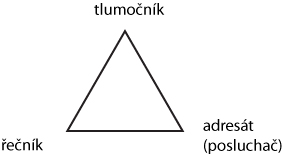 tlumočník
řečník
adresát
(posluchač)